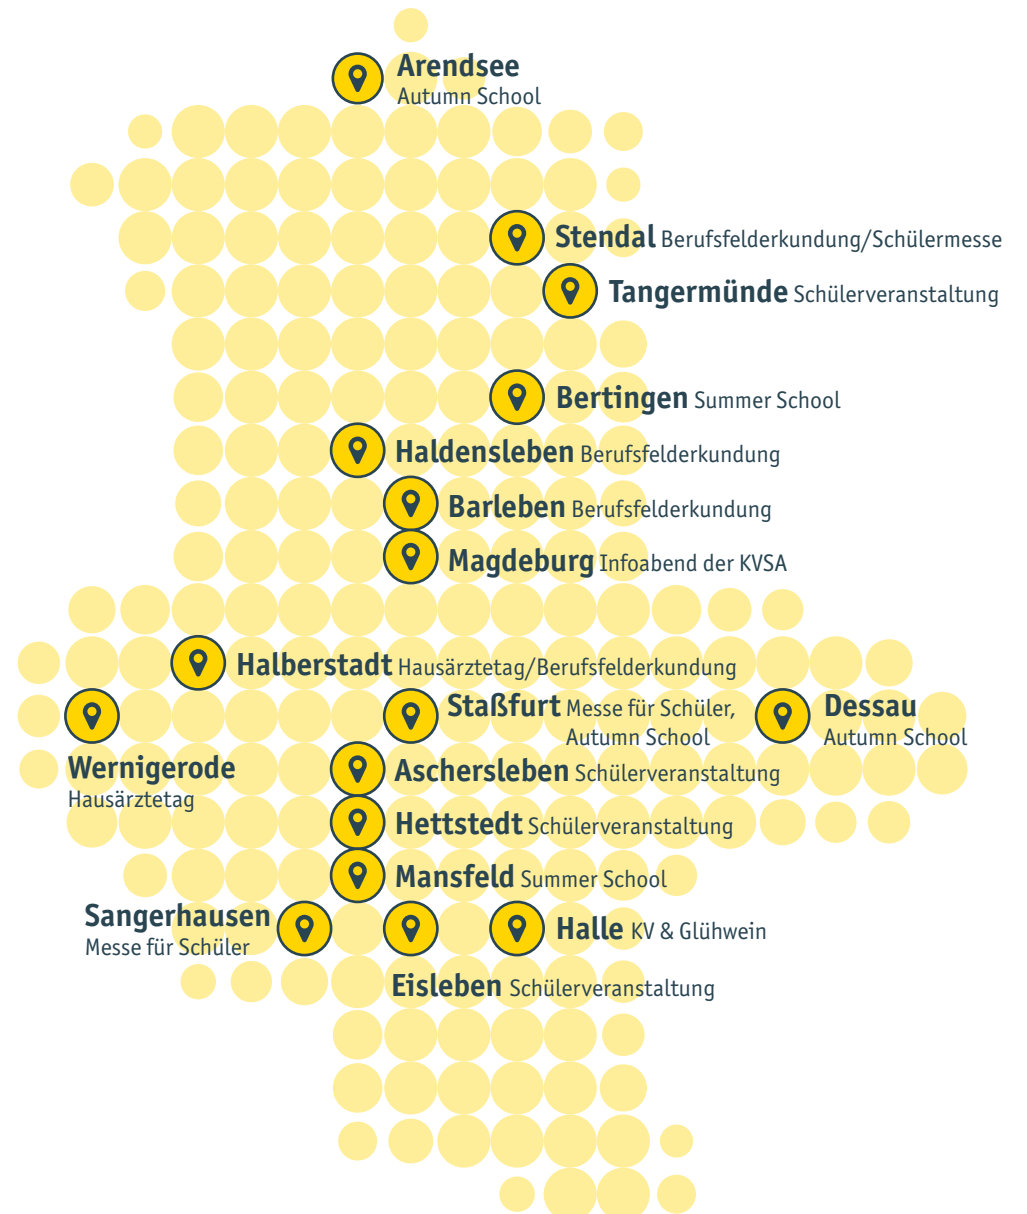 Arendsee
Autumn School
Stendal Berufsfelderkundung/Schülermesse
Tangermünde Schülerveranstaltung
Bertingen Summer School
Haldensleben Berufsfelderkundung
Barleben Berufsfelderkundung
Magdeburg Infoabend der KVSA
Halberstadt Hausärztetag/Berufsfelderkundung
Staßfurt Messe für Schüler,
Autumn School
Dessau
Autumn School
Wernigerode
Hausärztetag
Aschersleben Schülerveranstaltung
Hettstedt Schülerveranstaltung
Mansfeld Summer School
Sangerhausen
Messe für Schüler
Halle KV & Glühwein
Eisleben Schülerveranstaltung